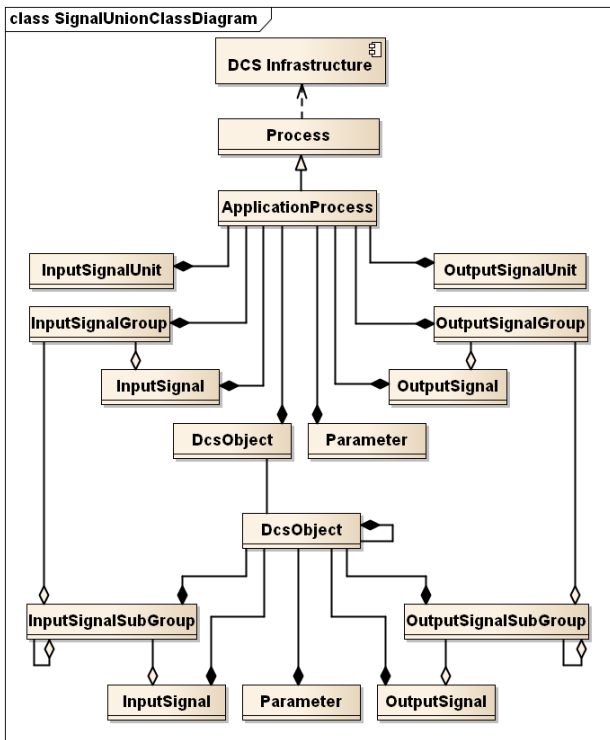 class SignalUnionClassDiagram
DCS Infrastructure
Process
ApplicationProcess
InputSignalUnit
OutputSignalUnit
InputSignalGroup
OutputSignalGroup
InputSignal
OutputSignal
DcsObject
Parameter
DcsObject
InputSignalSubGroup
OutputSignalSubGroup
InputSignal
Parameter
OutputSignal